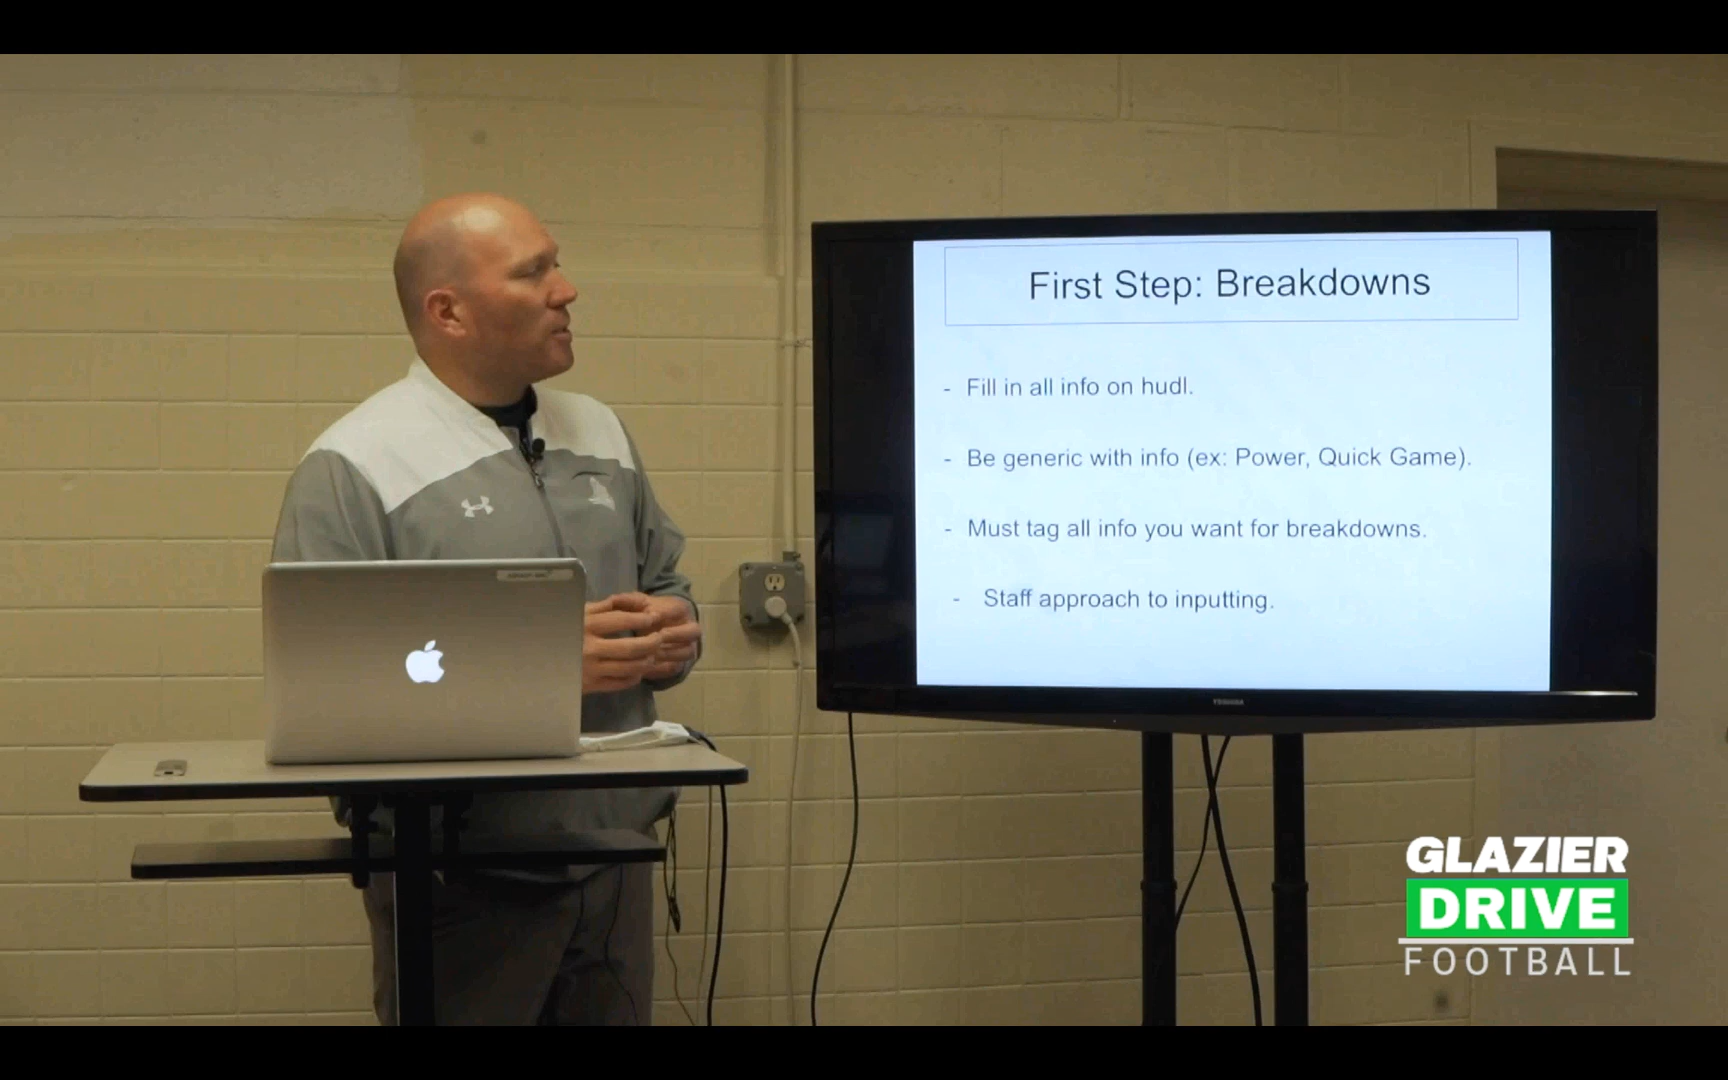 First Step: Breakdowns
- Fill in all info on hudl.
- Be generic with info (ex: Power, Quick Game).
- Must tag all info you want for breakdowns.
- Staff approach to inputting.
TOSHIBA
GLAZIER
DRIVE
FOOTBALL